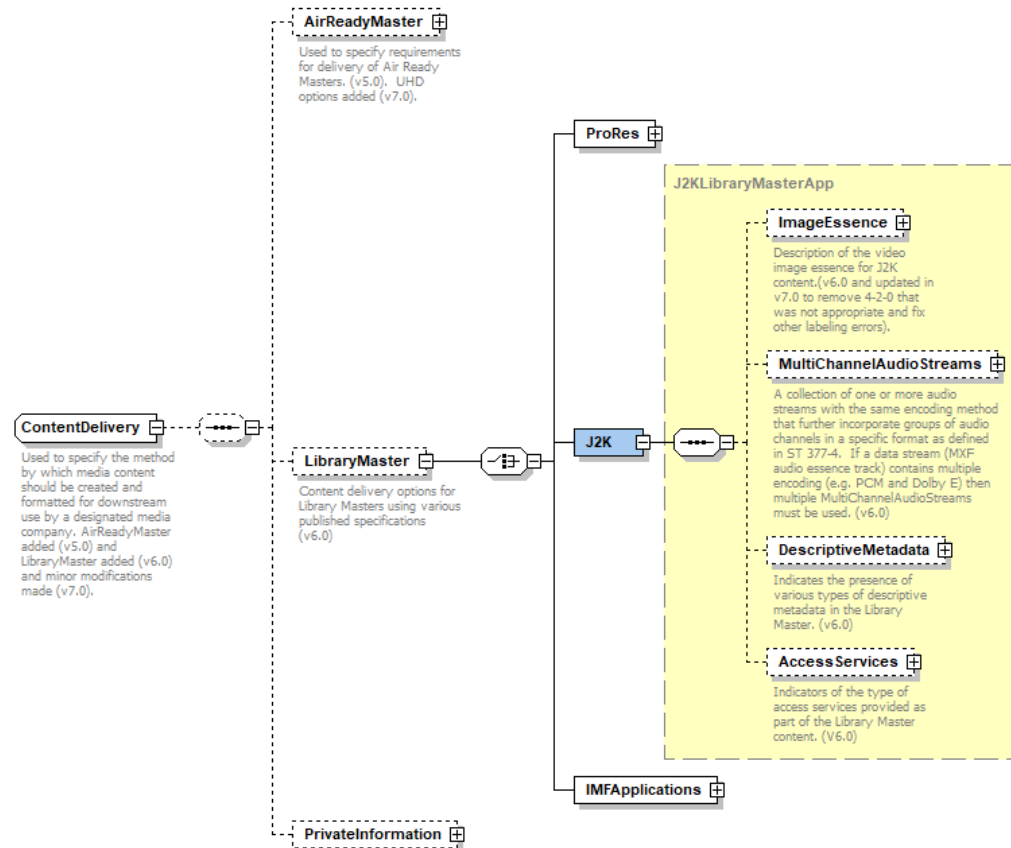 AirReadyMaster
Used to specify requirements
for delivery of Air Ready
Masters. (v5.0).  UHD
options added (v7.0).
ProRes
J2KLibraryMasterApp
ImageEssence
Description of the video
image essence for J2K
content.(v6.0 and updated in
v7.0 to remove 4-2-0 that
was not appropriate and fix
other labeling errors).
MultiChannelAudioStreams
A collection of one or more audio
streams with the same encoding method
that further incorporate groups of audio
channels in a specific format as defined
in ST 377-4.  If a data stream (MXF
audio essence track) contains multiple
encoding (e.g. PCM and Dolby E) then
multiple MultiChannelAudioStreams
must be used. (v6.0)
ContentDelivery
Used to specify the method
by which media content
should be created and
formatted for downstream
use by a designated media
company. AirReadyMaster
added (v5.0) and
LibraryMaster added (v6.0)
and minor modifications
made (v7.0).
LibraryMaster
Content delivery options for
Library Masters using various
published specifications
(v6.0)
J2K
DescriptiveMetadata
Indicates the presence of
various types of descriptive
metadata in the Library
Master. (v6.0)
AccessServices
Indicators of the type of
access services provided as
part of the Library Master
content. (V6.0)
IMFApplications
PrivateInformation